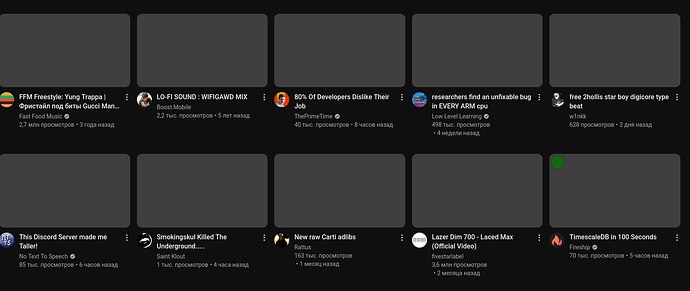 FFM Freestyle: Yung Trappa |
Фристайл под биты Gucci Man...
Fast Food Music
2,7 млн просмотров • 3 года назад
LO-FI SOUND : WIFIGAWD MIX
Boost Mobile
2,2 тыс. просмотров • 5 лет назад
80% Of Developers Dislike Their
Job
ThePrimeTime
40 тыс. просмотров • 8 часов назад
researchers find an unfixable bug
in EVERY ARM cpu
Low Level Learning
498 тыс. просмотров
• 4 недели назад
free 2hollis star boy digicore type
beat
w1nkk
628 просмотров • 2 дня назад
This Discord Server made me
Taller!
No Text To Speech
85 тыс. просмотров • 6 часов назад
Smokingskul Killed The
Underground.....
Saint Klout
1 тыс. просмотров • 4 часа назад
New raw Carti adlibs
Rattus
163 тыс. просмотров
• 1 месяц назад
Lazer Dim 700 - Laced Max
(Official Video)
fivestarlabel
3,6 млн просмотров
• 2 месяца назад
TimescaleDB in 100 Seconds
Fireship
70 тыс. просмотров • 5 часов назад